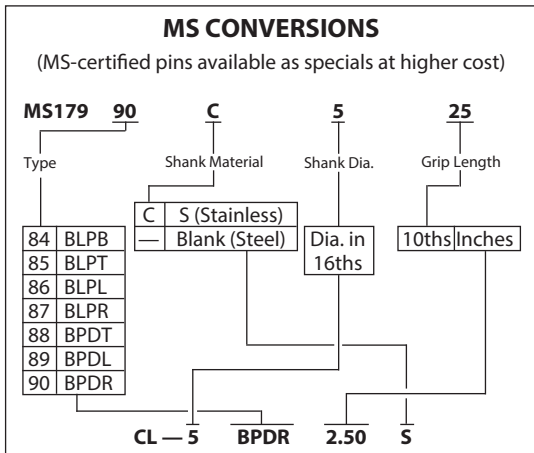 MS CONVERSIONS
(MS-certified pins available as specials at higher cost)
MS179 90 C 5 25
Type Shank Material Shank Dia. Grip Length
C S (Stainless)
— Blank (Steel)
Dia. in
16ths
10ths Inches
84 BLPB
85 BLPT
86 BLPL
87 BLPR
88 BPDT
89 BPDL
90 BPDR
CL — 5 BPDR 2.50 S